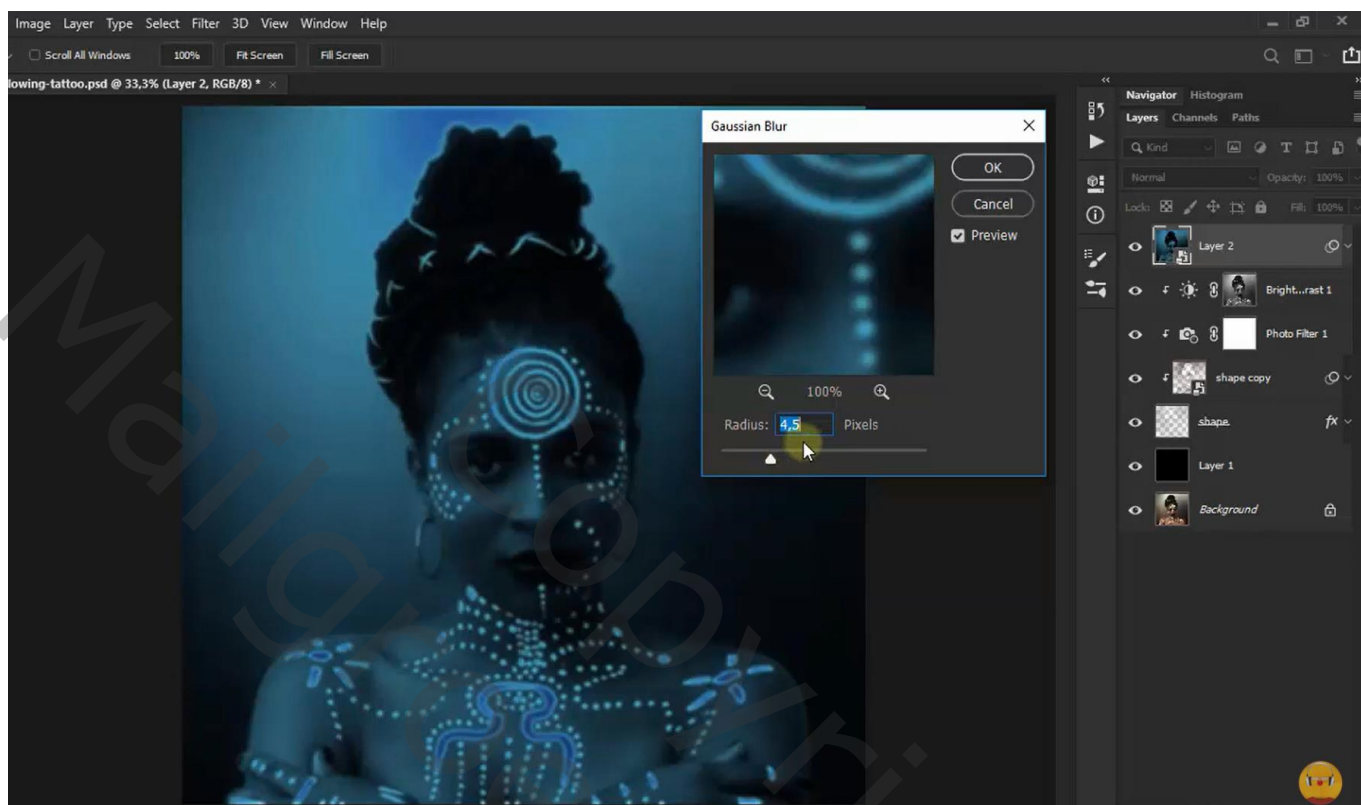 Image Layer Type Select Filter 3D View Window Help
Scroll All Windows 100% Fit Screen Fill Screen
lowing-tattoo.psd @ 33,3% (Layer 2, RGB/8) * ×
Navigator Histogram
Layers Channels Paths
Kind
Normal Opacity: 100%
Lock: Fill: 100%
Layer 2
Bright...rast 1
Photo Filter 1
shape copy
shape fx
Layer 1
Background
Gaussian Blur
OK
Cancel
Preview
100%
Radius: 4,5 Pixels